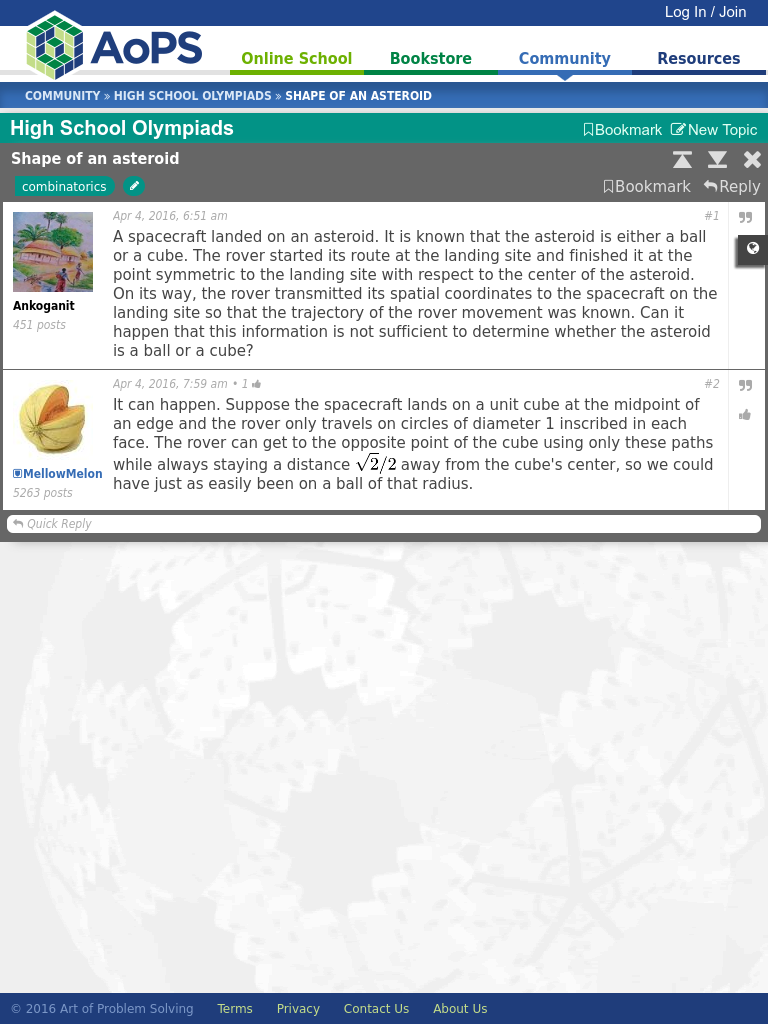 Log In / Join
AoPS
Online School
Bookstore
Community
Resources
COMMUNITY » HIGH SCHOOL OLYMPIADS » SHAPE OF AN ASTEROID
High School Olympiads
Bookmark New Topic
Shape of an asteroid
combinatorics
Bookmark Reply
Apr 4, 2016, 6:51 am
#1
Ankoganit
451 posts
A spacecraft landed on an asteroid. It is known that the asteroid is either a ball
or a cube. The rover started its route at the landing site and finished it at the
point symmetric to the landing site with respect to the center of the asteroid.
On its way, the rover transmitted its spatial coordinates to the spacecraft on the
landing site so that the trajectory of the rover movement was known. Can it
happen that this information is not sufficient to determine whether the asteroid
is a ball or a cube?
Apr 4, 2016, 7:59 am • 1
#2
MellowMelon
5263 posts
It can happen. Suppose the spacecraft lands on a unit cube at the midpoint of
an edge and the rover only travels on circles of diameter 1 inscribed in each
face. The rover can get to the opposite point of the cube using only these paths
while always staying a distance √2/2 away from the cube's center, so we could
have just as easily been on a ball of that radius.
Quick Reply
© 2016 Art of Problem Solving Terms Privacy Contact Us About Us